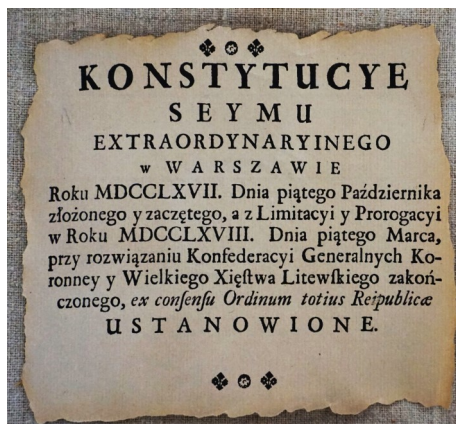 KONSTYTUCYE
SEYMU
EXTRAORDYNARYINEGO
w WARSZAWIE
Roku MDCCLXVII. Dnia piątego Października
złożonego y zaczętego, a z Limitacyi y Prorogacyi
w Roku MDCCLXVIII. Dnia piątego Marca,
przy rozwiązaniu Konfederacyi Generalnych Ko-
ronney y Wielkiego Xięſtwa Litewſkiego zakoń-
czonego, ex conſenſu Ordinum totius Reipublicæ
USTANOWIONE.